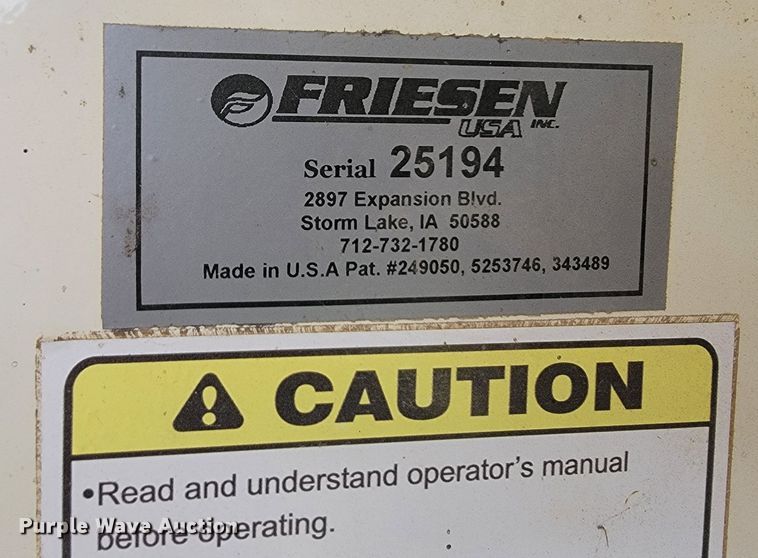 FRIESEN
USA INC.
Serial 25194
2897 Expansion Blvd.
Storm Lake, IA 50588
712-732-1780
Made in U.S.A Pat. #249050, 5253746, 343489
CAUTION
•Read and understand operator's manual
before operating.
Purple Wave Auction